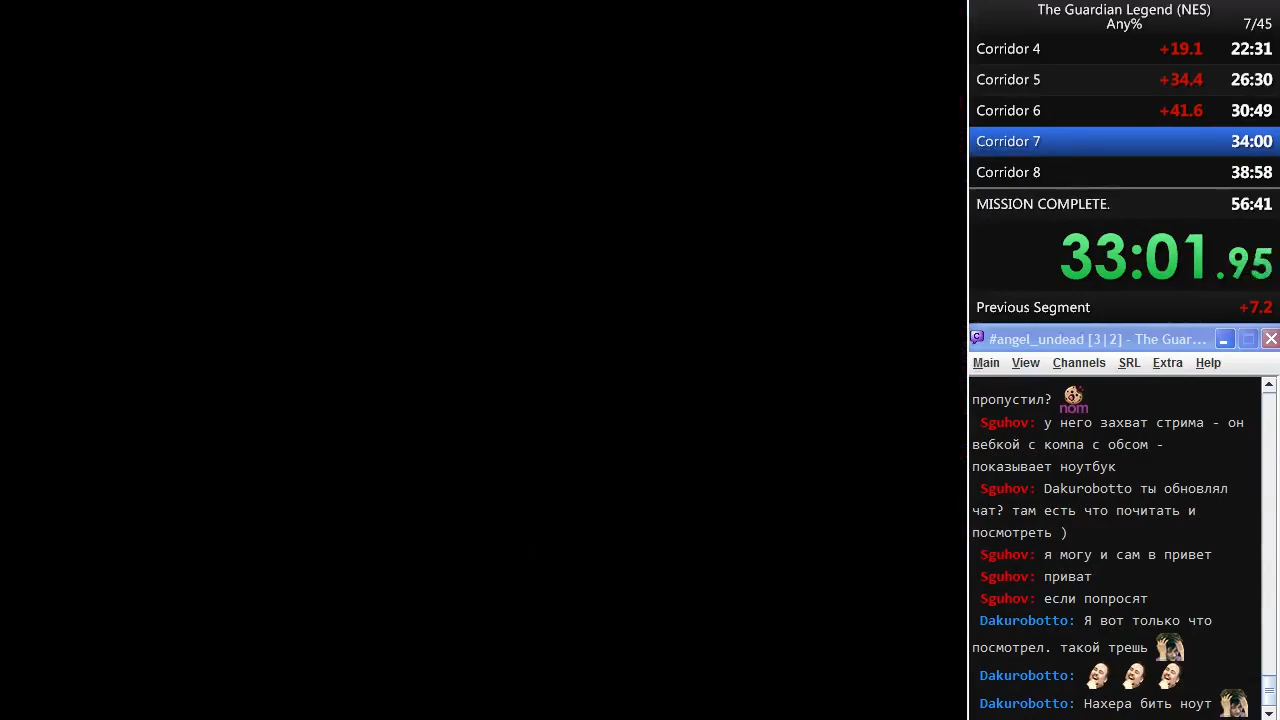 The Guardian Legend (NES)
Any% 7/45
Corridor 4 +19.1 22:31
Corridor 5 +34.4 26:30
Corridor 6 +41.6 30:49
Corridor 7 34:00
Corridor 8 38:58
MISSION COMPLETE. 56:41
33:01.95
Previous Segment +7.2
#angel_undead [3|2] - The Guar...
Main View Channels SRL Extra Help
пропустил? nom
Sguhov: у него захват стрима - он
вебкой с компа с обсом -
показывает ноутбук
Sguhov: Dakurobotto ты обновлял
чат? там есть что почитать и
посмотреть )
Sguhov: я могу и сам в привет
Sguhov: приват
Sguhov: если попросят
Dakurobotto: Я вот только что
посмотрел. такой трешь
Dakurobotto:
Dakurobotto: Нахера бить ноут